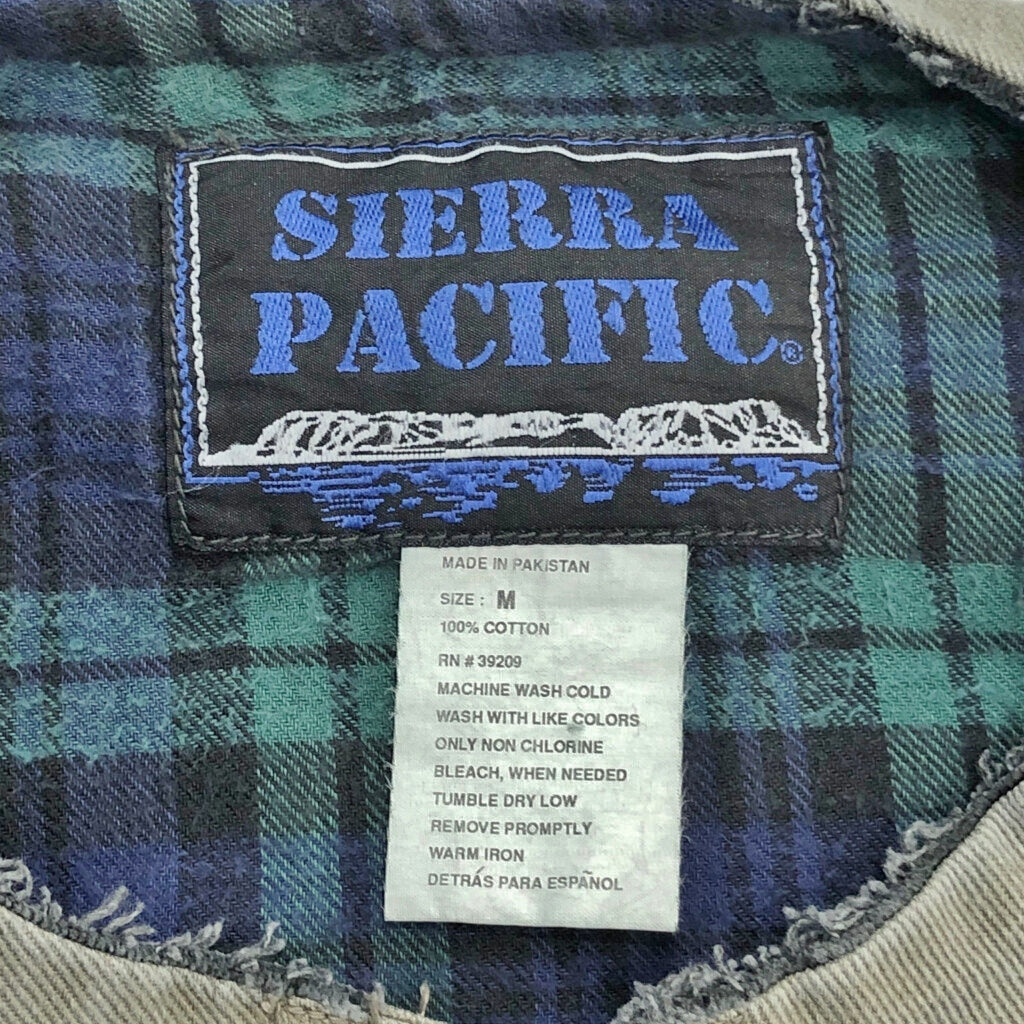 SIERRA
PACIFIC®
MADE IN PAKISTAN
SIZE : M
100% COTTON
RN # 39209
MACHINE WASH COLD
WASH WITH LIKE COLORS
ONLY NON CHLORINE
BLEACH, WHEN NEEDED
TUMBLE DRY LOW
REMOVE PROMPTLY
WARM IRON
DETRÁS PARA ESPAÑOL